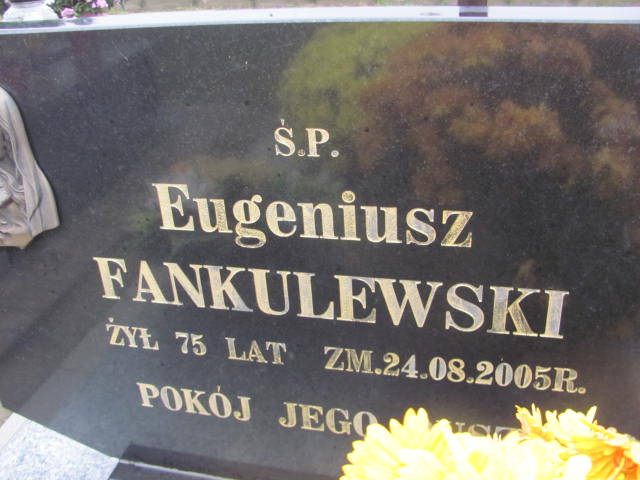 Ś.P.
Eugeniusz
FANKULEWSKI
ŻYŁ 75 LAT ZM.24.08.2005R.
POKÓJ JEGO